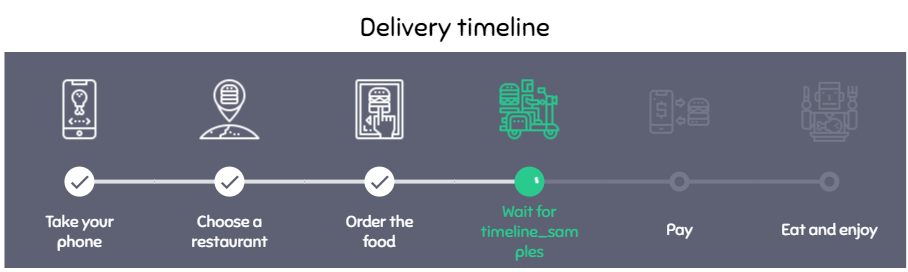 Delivery timeline
Take your
phone
Choose a
restaurant
Order the
food
Wait for
timeline_sam
ples
Pay
Eat and enjoy